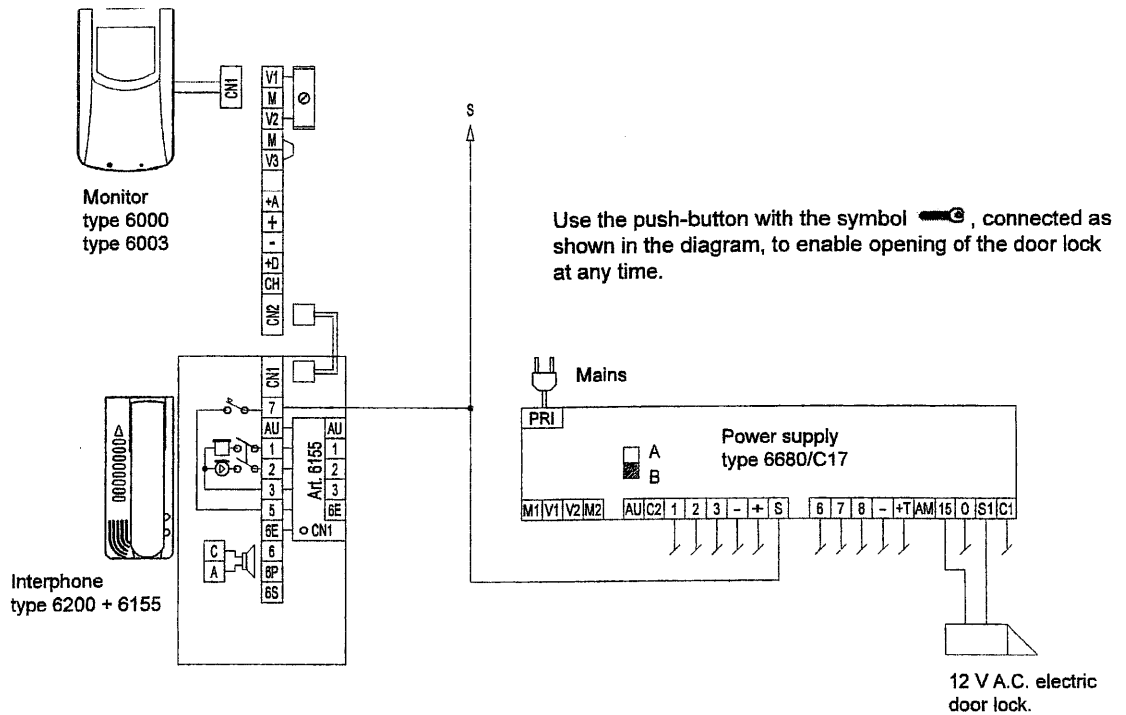 CN1
V1
M
V2
M
V3
+A
+
-
+D
CH
CN2
S
Monitor
type 6000
type 6003
Use the push-button with the symbol , connected as
shown in the diagram, to enable opening of the door lock
at any time.
CN1
7
AU
1
2
3
5
6E
6
6P
6S
AU
1
2
3
6E
Art. 6155
CN1
C
A
Interphone
type 6200 + 6155
Mains
PRI
A
B
Power supply
type 6680/C17
M1 V1 V2 M2 AU C2 1 2 3 - + S 6 7 8 - +T AM 15 0 S1 C1
12 V A.C. electric
door lock.